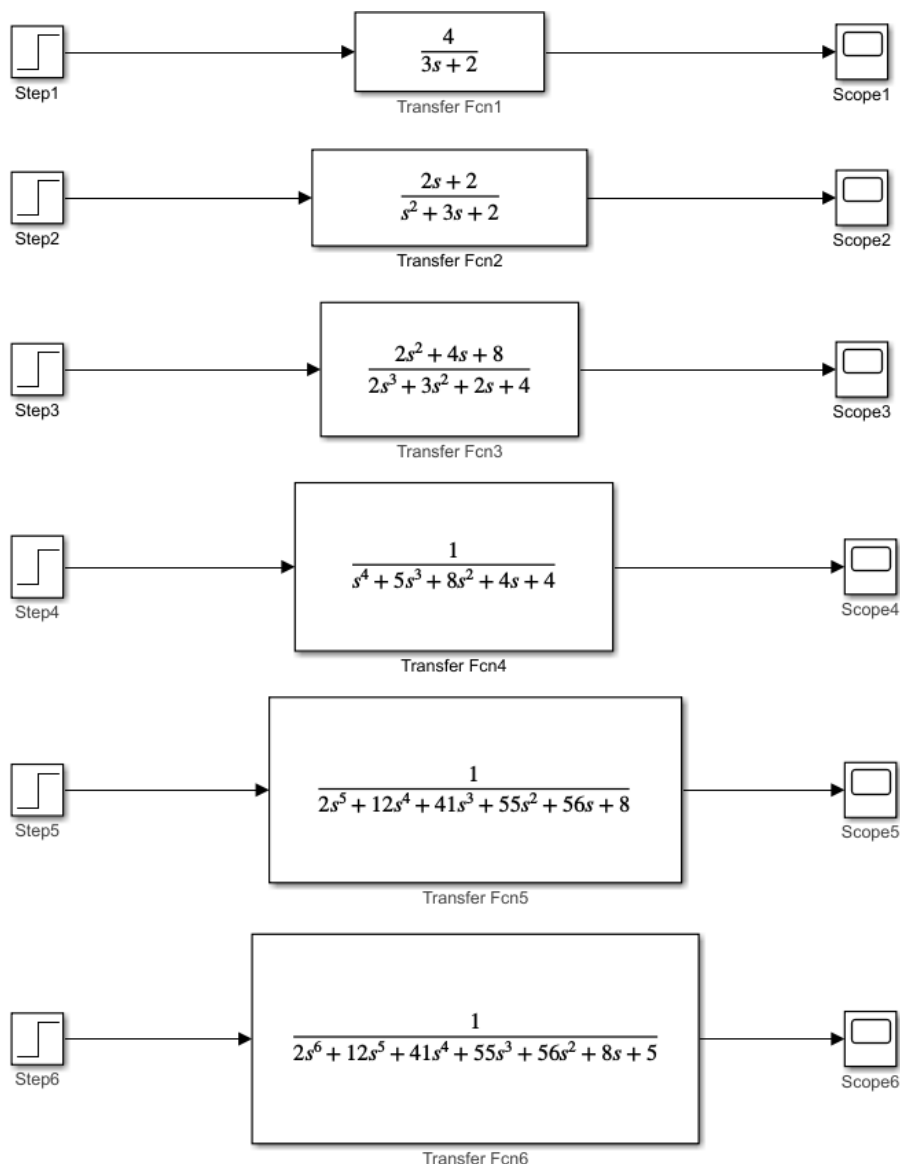 4
3s + 2
Step1
Transfer Fcn1
Scope1
2s + 2
s² + 3s + 2
Step2
Transfer Fcn2
Scope2
2s² + 4s + 8
2s³ + 3s² + 2s + 4
Step3
Transfer Fcn3
Scope3
1
s⁴ + 5s³ + 8s² + 4s + 4
Step4
Transfer Fcn4
Scope4
1
2s⁵ + 12s⁴ + 41s³ + 55s² + 56s + 8
Step5
Transfer Fcn5
Scope5
1
2s⁶ + 12s⁵ + 41s⁴ + 55s³ + 56s² + 8s + 5
Step6
Transfer Fcn6
Scope6